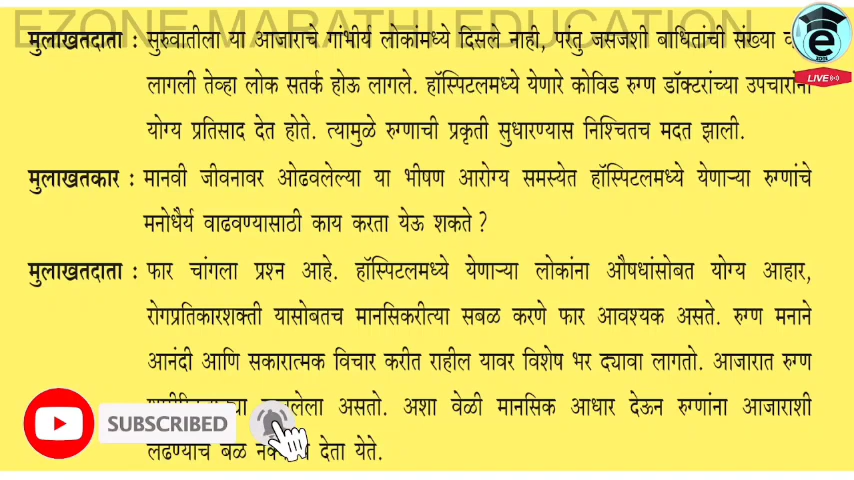 EZONE MARATHI EDUCATION
मुलाखतदाता : सुरुवातीला या आजाराचे गांभीर्य लोकांमध्ये दिसले नाही, परंतु जसजशी बाधितांची संख्या
लागली तेव्हा लोक सतर्क होऊ लागले. हॉस्पिटलमध्ये येणारे कोविड रुग्ण डॉक्टरांच्या उपचारांना
योग्य प्रतिसाद देत होते. त्यामुळे रुग्णाची प्रकृती सुधारण्यास निश्चितच मदत झाली.
मुलाखतकार : मानवी जीवनावर ओढवलेल्या या भीषण आरोग्य समस्येत हॉस्पिटलमध्ये येणाऱ्या रुग्णांचे
मनोधैर्य वाढवण्यासाठी काय करता येऊ शकते ?
मुलाखतदाता : फार चांगला प्रश्न आहे. हॉस्पिटलमध्ये येणाऱ्या लोकांना औषधांसोबत योग्य आहार,
रोगप्रतिकारशक्ती यासोबतच मानसिकरीत्या सबळ करणे फार आवश्यक असते. रुग्ण मनाने
आनंदी आणि सकारात्मक विचार करीत राहील यावर विशेष भर द्यावा लागतो. आजारात रुग्ण
असतो. अशा वेळी मानसिक आधार देऊन रुग्णांना आजाराशी
लढण्याचे बळ देता येते.
e
ezone
LIVE
SUBSCRIBED